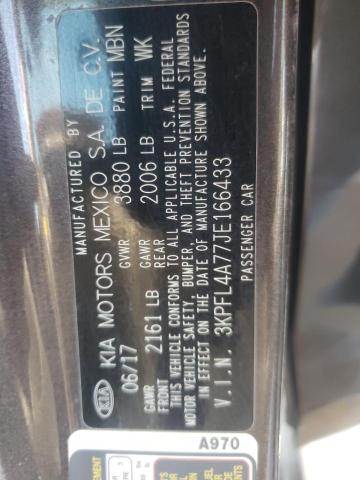 MANUFACTURED BY
KIA KIA MOTORS MEXICO S.A. DE C.V.
06/17 GVWR 3880 LB PAINT MBN
GAWR FRONT 2161 LB GAWR REAR 2006 LB TRIM WK
THIS VEHICLE CONFORMS TO ALL APPLICABLE U.S.A. FEDERAL
MOTOR VEHICLE SAFETY, BUMPER, AND THEFT PREVENTION STANDARDS
IN EFFECT ON THE DATE OF MANUFACTURE SHOWN ABOVE.
V.I.N. 3KPFL4A77JE166433
PASSENGER CAR
A970